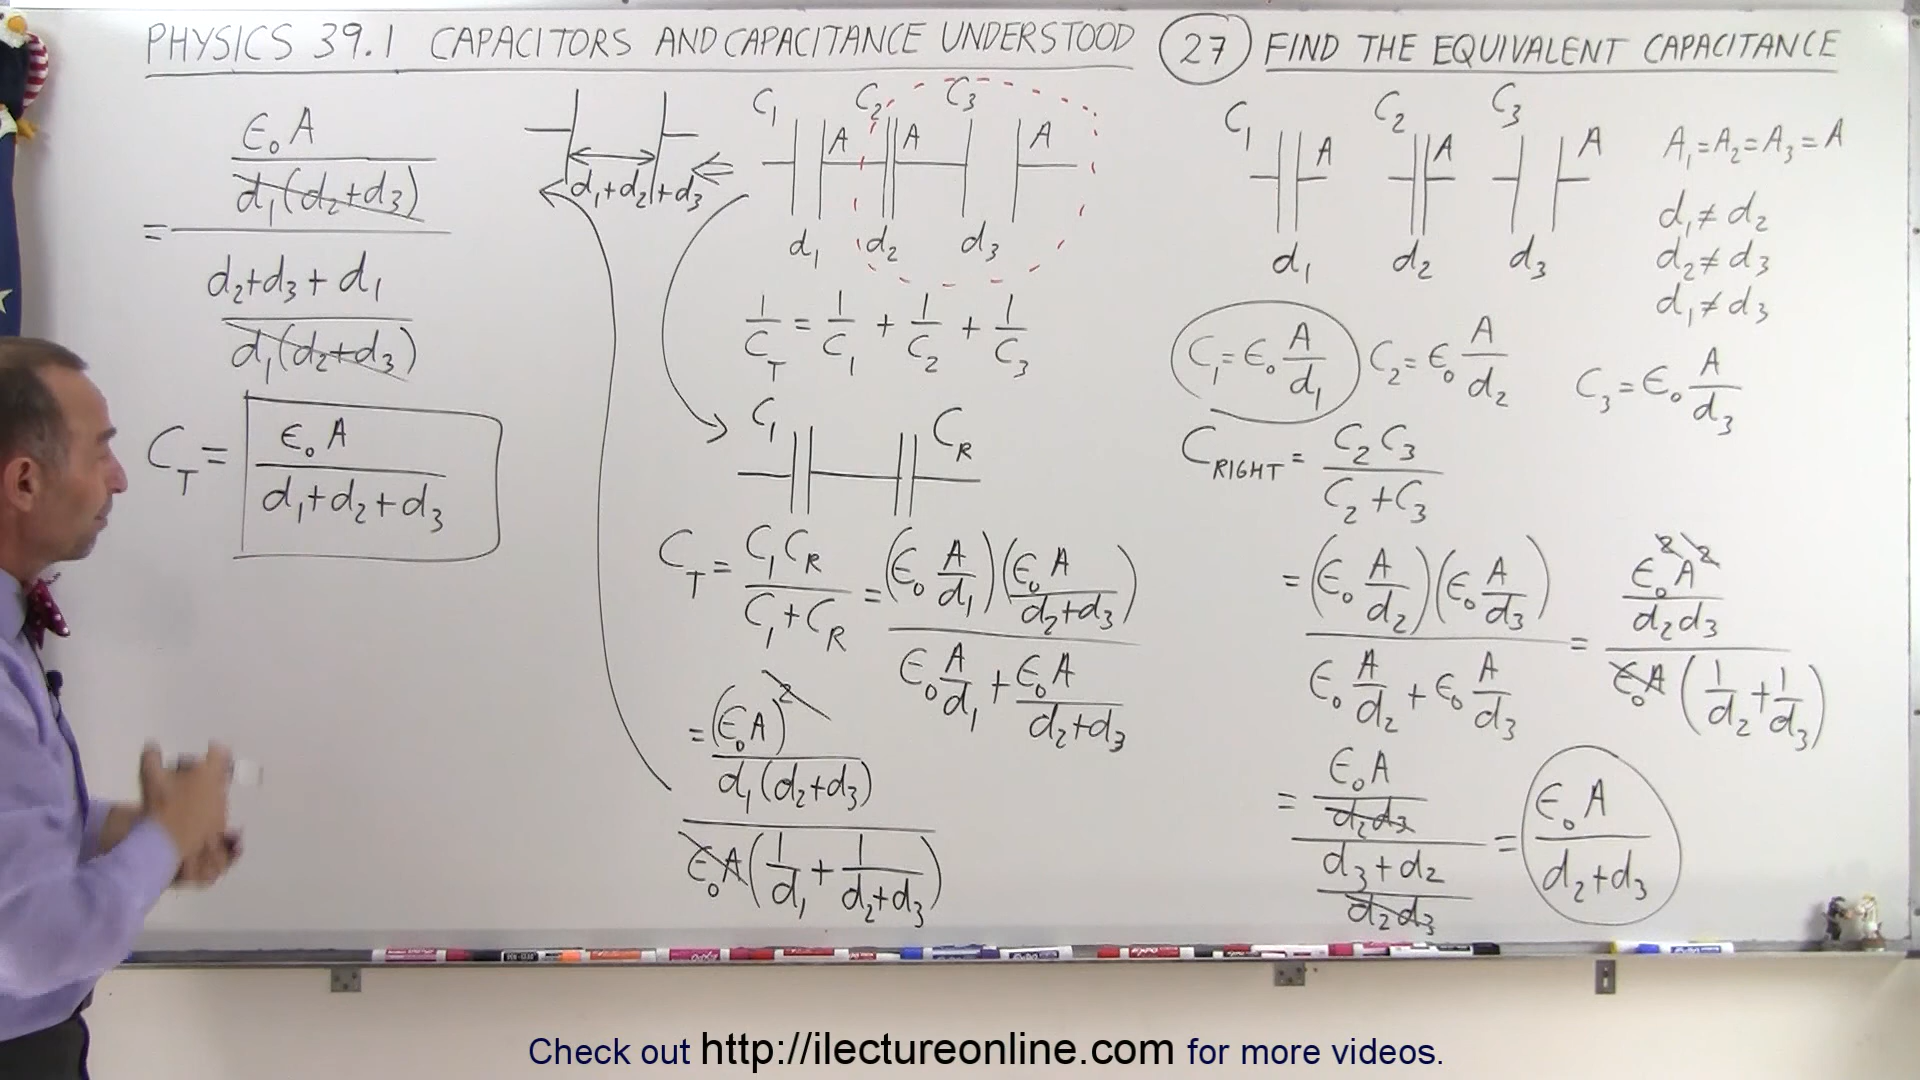 PHYSICS 39.1 CAPACITORS AND CAPACITANCE UNDERSTOOD (27) FIND THE EQUIVALENT CAPACITANCE
C₁ C₂ C₃
A A A
d₁ d₂ d₃
A₁=A₂=A₃=A
d₁≠d₂
d₂≠d₃
d₁≠d₃
C₁=ϵ₀ A/d₁ C₂=ϵ₀ A/d₂ C₃=ϵ₀ A/d₃
C_RIGHT = C₂C₃/(C₂+C₃)
= (ϵ₀ A/d₂)(ϵ₀ A/d₃)/(ϵ₀ A/d₂ + ϵ₀ A/d₃) = (ϵ₀²A²/d₂d₃)/(ϵ₀A(1/d₂+1/d₃))
= (ϵ₀A/d₂d₃)/((d₃+d₂)/d₂d₃) = ϵ₀A/(d₂+d₃)
C₁ C₂ C₃
A A A
d₁ d₂ d₃
1/C_T = 1/C₁ + 1/C₂ + 1/C₃
C₁ C_R
C_T = C₁C_R/(C₁+C_R) = (ϵ₀ A/d₁)(ϵ₀A/(d₂+d₃))/(ϵ₀ A/d₁ + ϵ₀A/(d₂+d₃))
= ((ϵ₀A)²/d₁(d₂+d₃))/(ϵ₀A(1/d₁ + 1/(d₂+d₃)))
d₁+d₂+d₃
= (ϵ₀A/d₁(d₂+d₃))/((d₂+d₃+d₁)/d₁(d₂+d₃))
C_T = ϵ₀A/(d₁+d₂+d₃)
Check out http://ilectureonline.com for more videos.